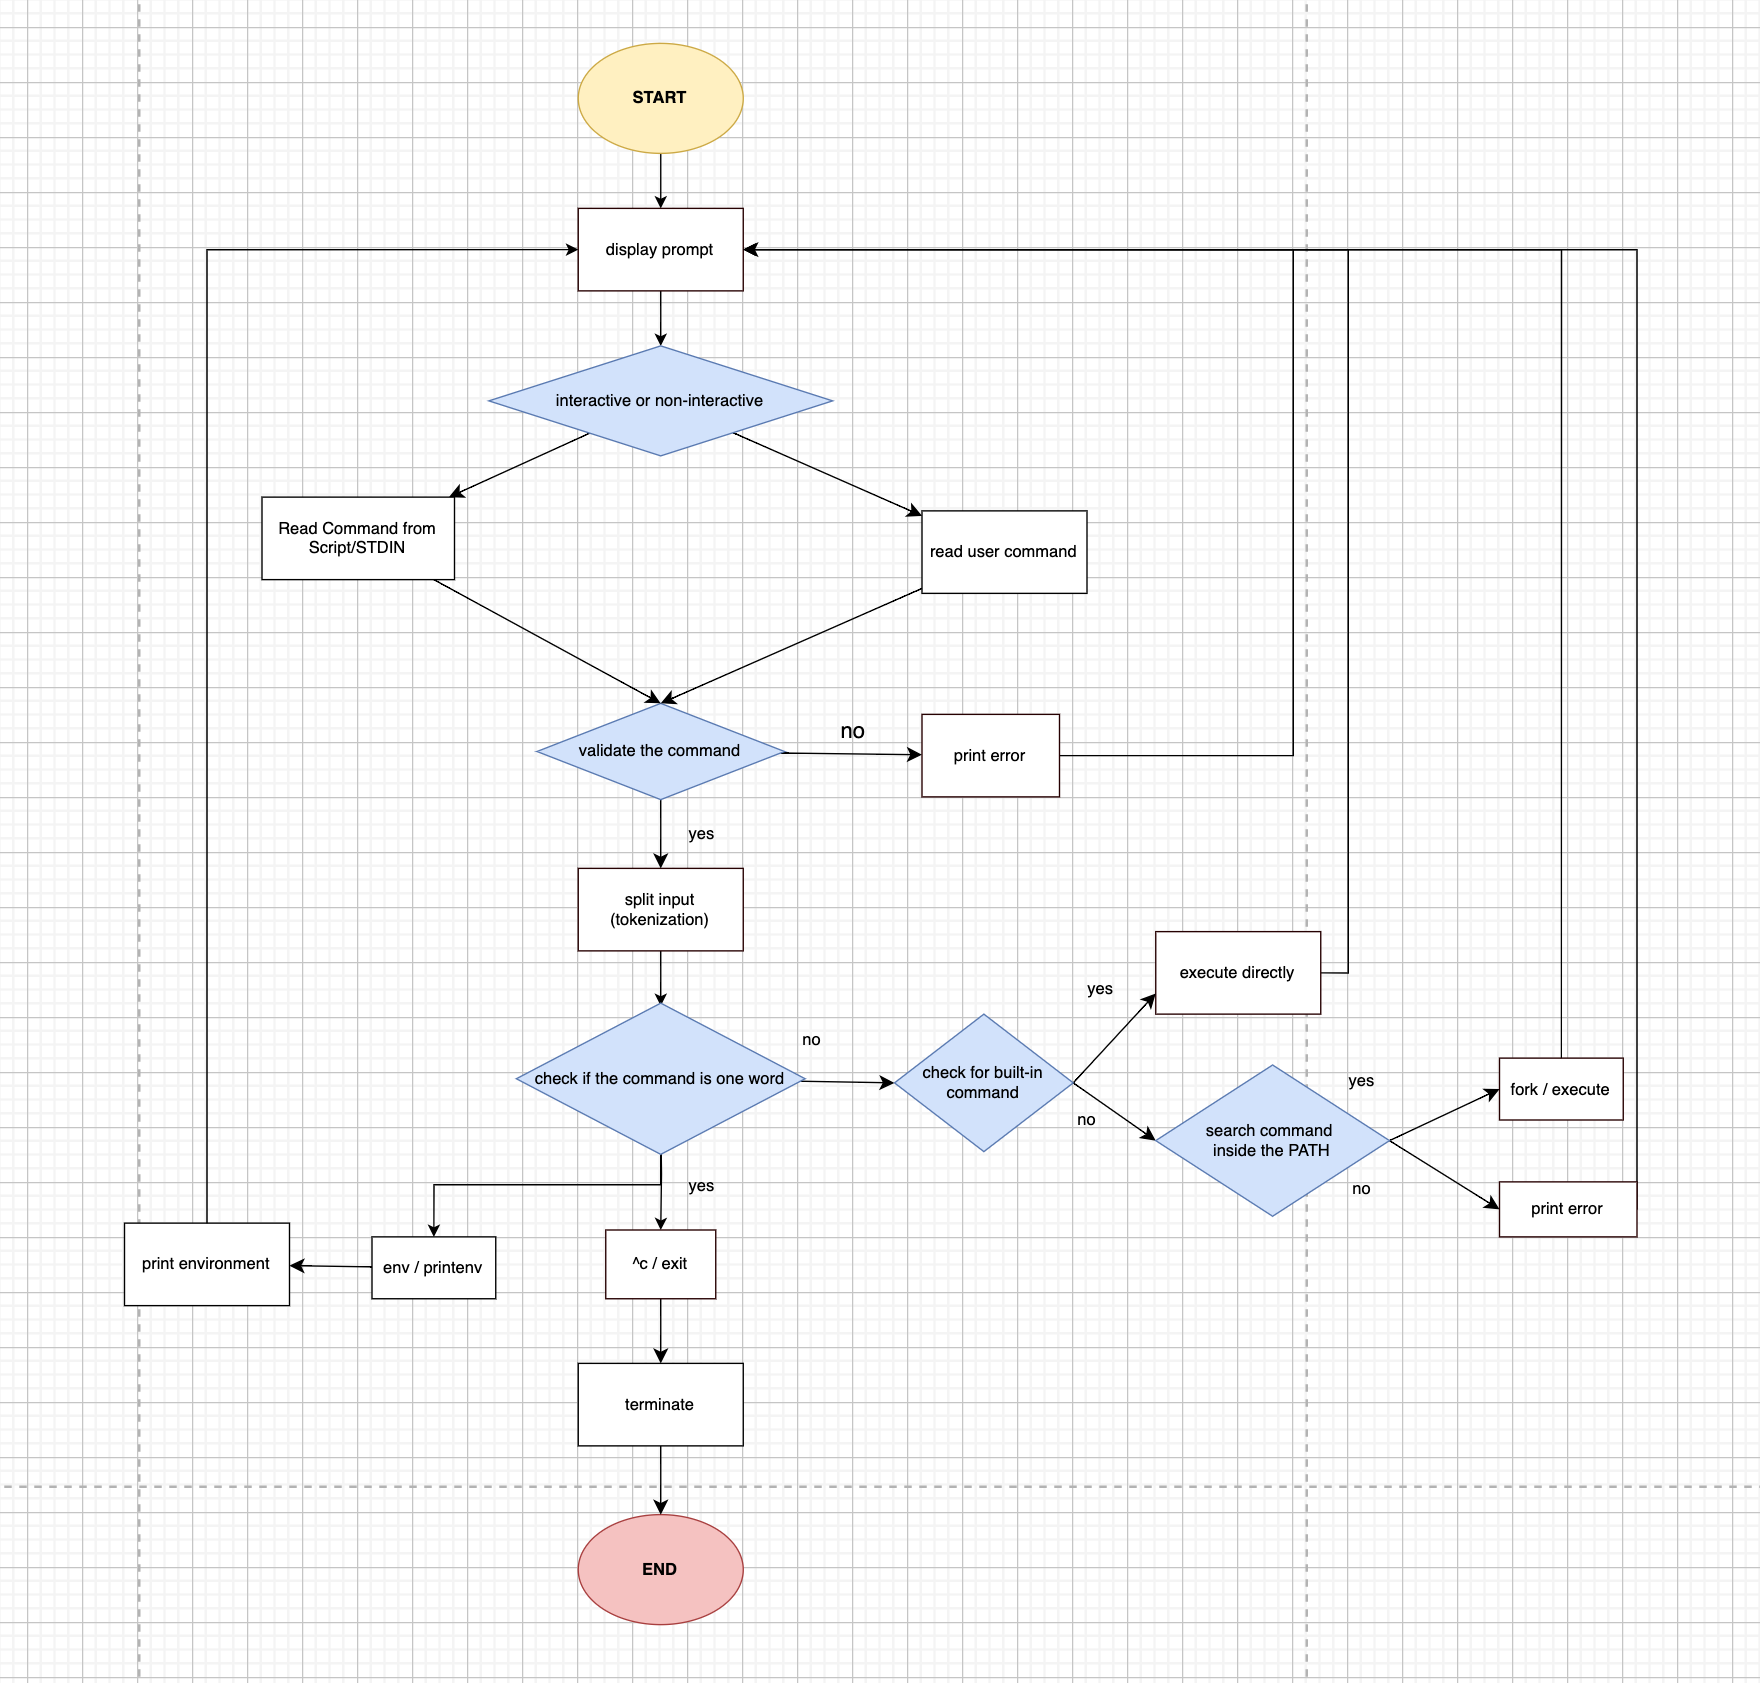 START
display prompt
interactive or non-interactive
Read Command from
Script/STDIN
read user command
validate the command
no
print error
yes
split input
(tokenization)
check if the command is one word
no
check for built-in
command
yes
execute directly
no
search command
inside the PATH
yes
fork / execute
no
print error
yes
print environment
env / printenv
^c / exit
terminate
END